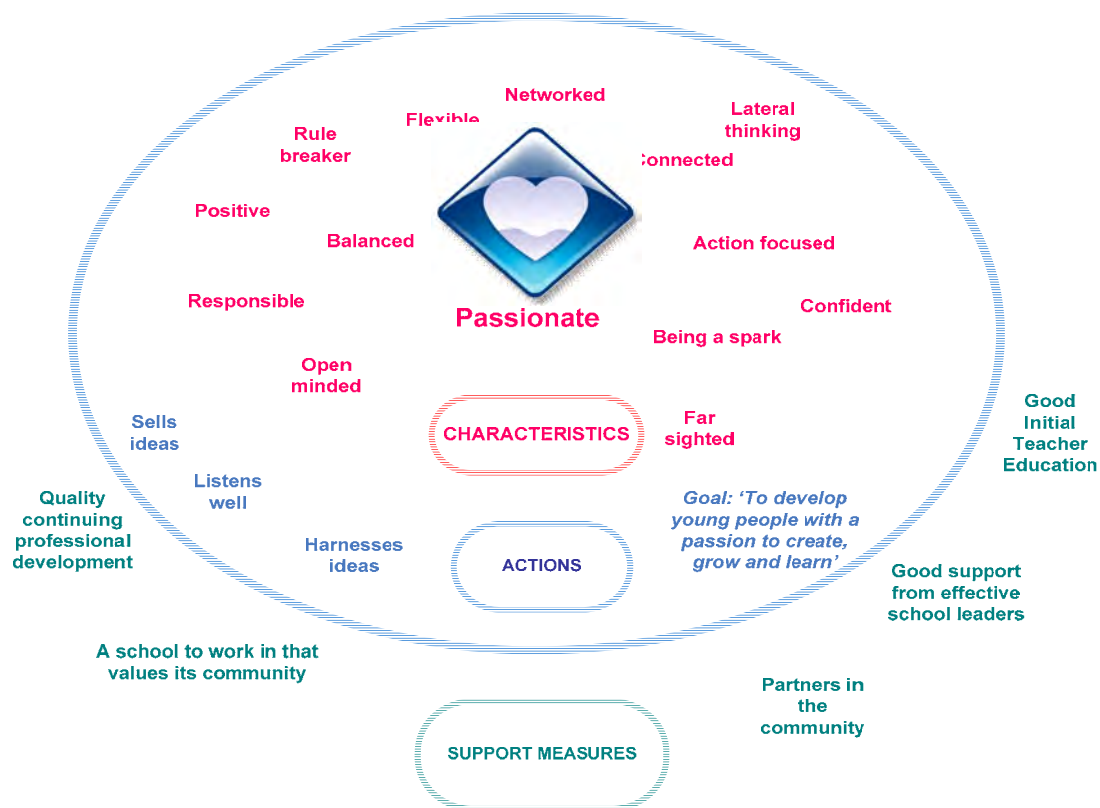 Networked
Flexible
Lateral
thinking
Rule
breaker
Connected
Positive
Balanced
Action focused
Responsible
Confident
Passionate
Being a spark
Open
minded
Far
sighted
CHARACTERISTICS
Good
Initial
Teacher
Education
Sells
ideas
Listens
well
Quality
continuing
professional
development
Goal: ‘To develop
young people with a
passion to create,
grow and learn’
Harnesses
ideas
ACTIONS
Good support
from effective
school leaders
A school to work in that
values its community
Partners in
the
community
SUPPORT MEASURES